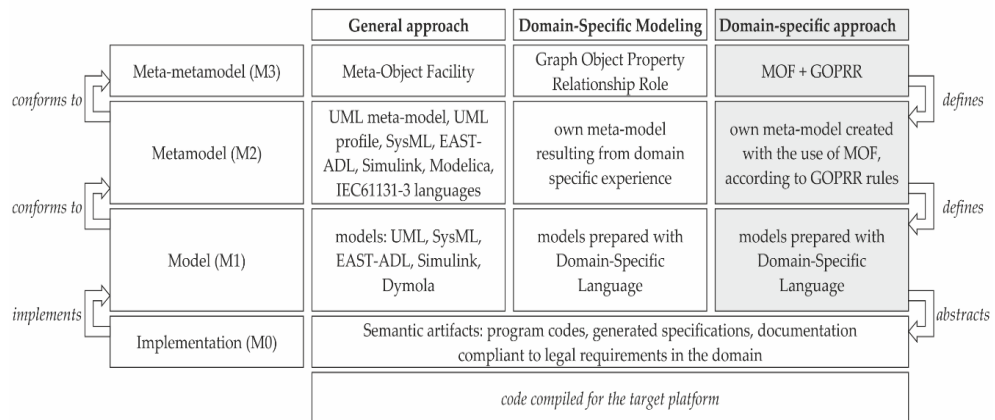 General approach
Domain-Specific Modeling
Domain-specific approach
Meta-metamodel (M3)
Meta-Object Facility
Graph Object Property
Relationship Role
MOF + GOPRR
conforms to
defines
Metamodel (M2)
UML meta-model, UML
profile, SysML, EAST-
ADL, Simulink, Modelica,
IEC61131-3 languages
own meta-model
resulting from domain
specific experience
own meta-model created
with the use of MOF,
according to GOPRR rules
conforms to
defines
Model (M1)
models: UML, SysML,
EAST-ADL, Simulink,
Dymola
models prepared with
Domain-Specific
Language
models prepared with
Domain-Specific
Language
implements
abstracts
Implementation (M0)
Semantic artifacts: program codes, generated specifications, documentation
compliant to legal requirements in the domain
code compiled for the target platform